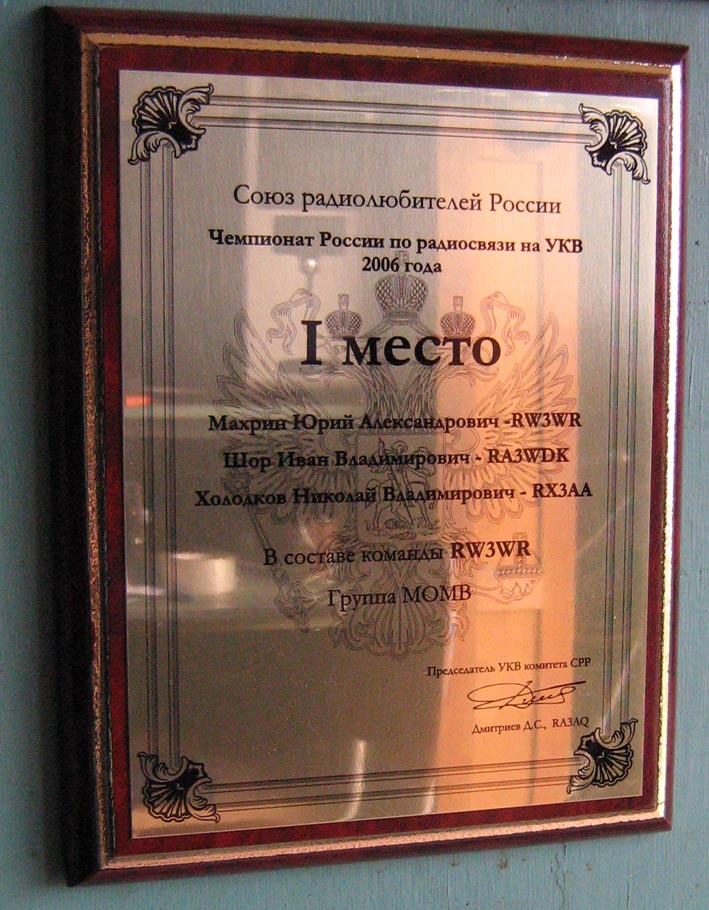 Союз радиолюбителей России
Чемпионат России по радиосвязи на УКВ
2006 года
I место
Махрин Юрий Александрович -RW3WR
Шор Иван Владимирович - RA3WDK
Холодков Николай Владимирович - RX3AA
В составе команды RW3WR
Группа МОМВ
Председатель УКВ комитета СРР
Дмитриев Д.С., RA3AQ